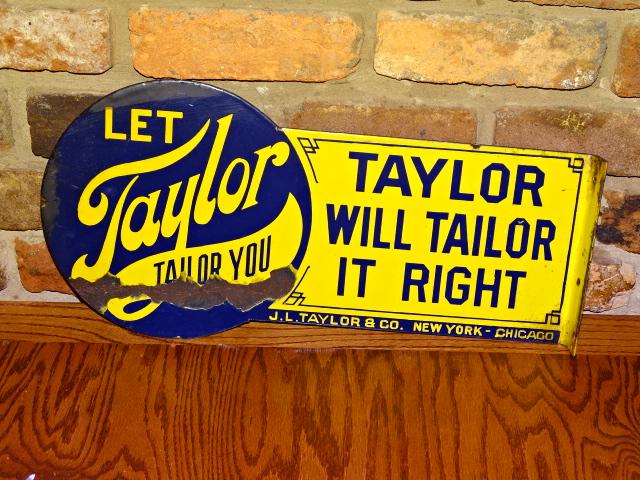 LET
Taylor
TAILOR YOU
TAYLOR
WILL TAILOR
IT RIGHT
J.L. TAYLOR & CO. NEW YORK - CHICAGO